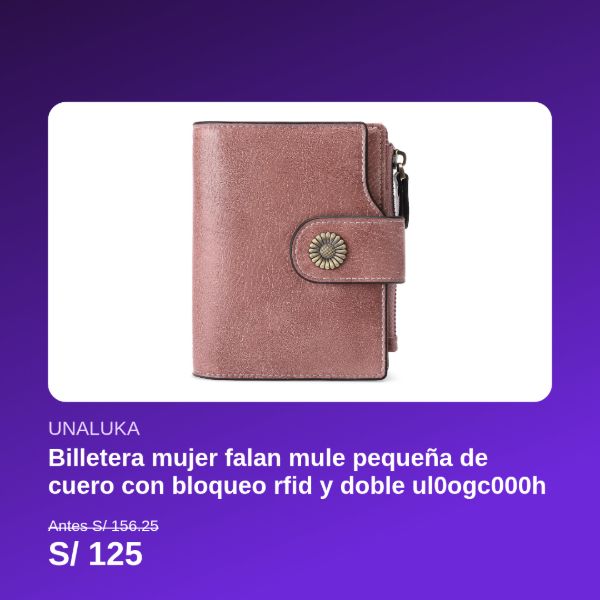 UNALUKA
Billetera mujer falan mule pequeña de
cuero con bloqueo rfid y doble ul0ogc000h
Antes S/ 156.25
S/ 125